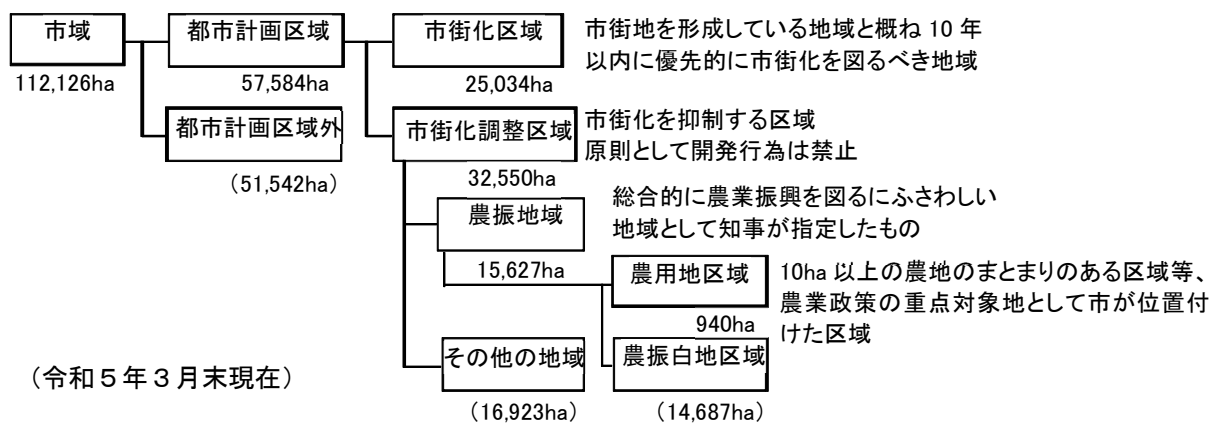 市域
都市計画区域
市街化区域
市街地を形成している地域と概ね 10 年
以内に優先的に市街化を図るべき地域
112,126ha
57,584ha
25,034ha
都市計画区域外
市街化調整区域
市街化を抑制する区域
原則として開発行為は禁止
(51,542ha)
32,550ha
農振地域
総合的に農業振興を図るにふさわしい
地域として知事が指定したもの
15,627ha
農用地区域
10ha 以上の農地のまとまりのある区域等、
農業政策の重点対象地として市が位置付
けた区域
940ha
その他の地域
農振白地区域
(令和5年3月末現在)
(16,923ha)
(14,687ha)